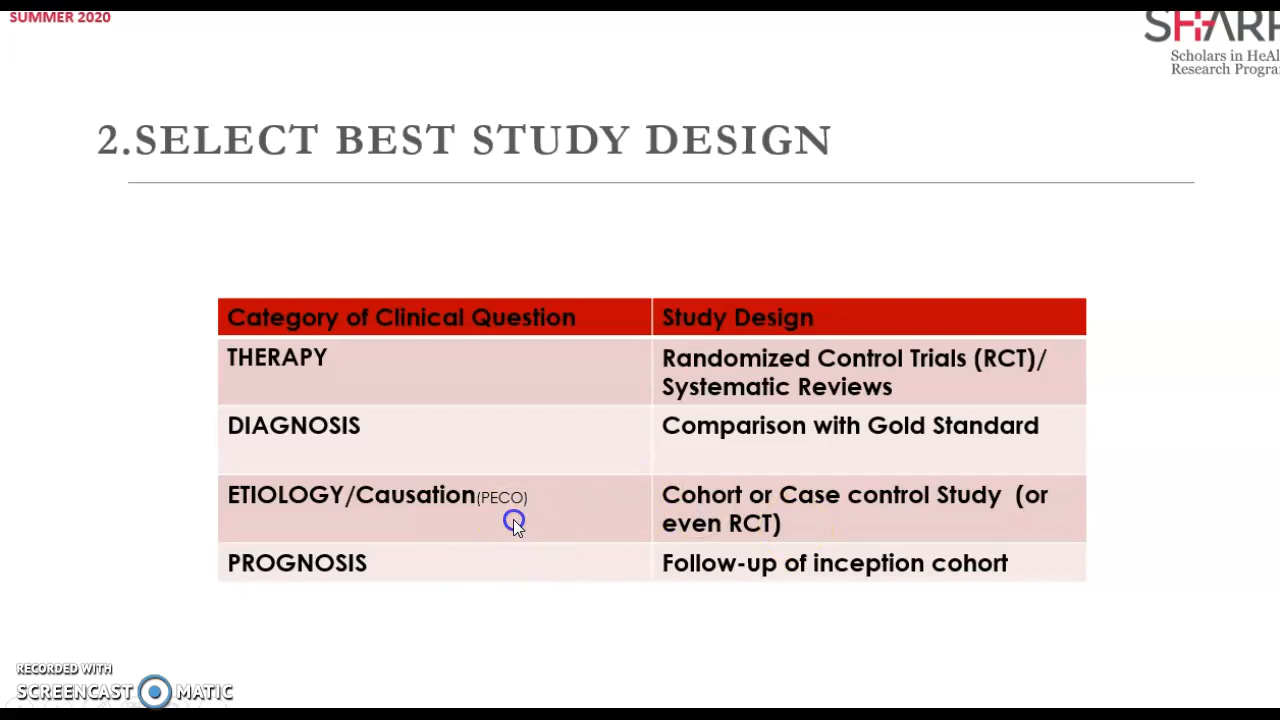 SUMMER 2020
SHARP
Scholars in HeAl
Research Progra
2.SELECT BEST STUDY DESIGN
Category of Clinical Question
Study Design
THERAPY
Randomized Control Trials (RCT)/
Systematic Reviews
DIAGNOSIS
Comparison with Gold Standard
ETIOLOGY/Causation(PECO)
Cohort or Case control Study (or
even RCT)
PROGNOSIS
Follow-up of inception cohort
RECORDED WITH
SCREENCAST MATIC